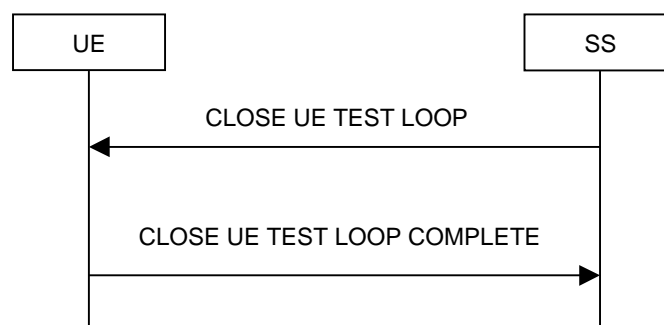 UE
SS
CLOSE UE TEST LOOP
CLOSE UE TEST LOOP COMPLETE